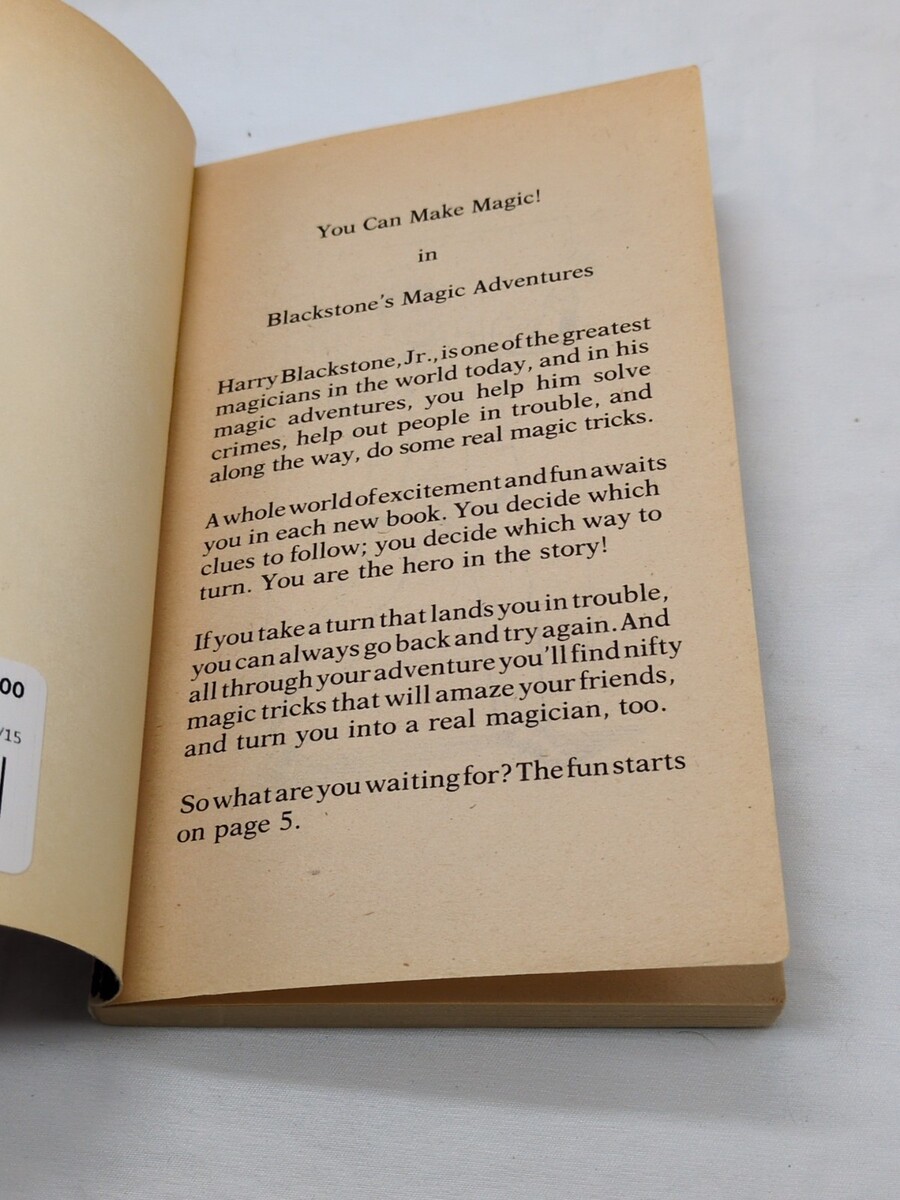 You Can Make Magic!
in
Blackstone's Magic Adventures
Harry Blackstone, Jr., is one of the greatest
magicians in the world today, and in his
magic adventures, you help him solve
crimes, help out people in trouble, and
along the way, do some real magic tricks.
A whole world of excitement and fun awaits
you in each new book. You decide which
clues to follow; you decide which way to
turn. You are the hero in the story!
If you take a turn that lands you in trouble,
you can always go back and try again. And
all through your adventure you'll find nifty
magic tricks that will amaze your friends,
and turn you into a real magician, too.
So what are you waiting for? The fun starts
on page 5.
00
/15